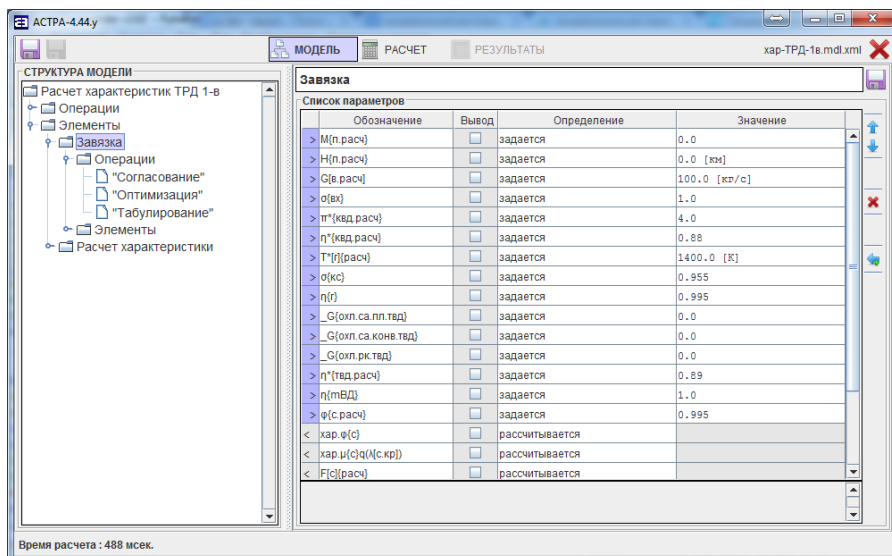 АСТРА-4.44.y
МОДЕЛЬ РАСЧЕТ РЕЗУЛЬТАТЫ хар-ТРД-1в.mdl.xml
СТРУКТУРА МОДЕЛИ
Расчет характеристик ТРД 1-в
Операции
Элементы
Завязка
Операции
"Согласование"
"Оптимизация"
"Табулирование"
Элементы
Расчет характеристики
Завязка
Список параметров
Обозначение Вывод Определение Значение
> M{п.расч} задается 0.0
> H{п.расч} задается 0.0 [км]
> G[в.расч] задается 100.0 [кг/с]
> σ{вх} задается 1.0
> π*{квд.расч} задается 4.0
> η*{квд.расч} задается 0.88
> T*[г]{расч} задается 1400.0 [К]
> σ{кс} задается 0.955
> η{г} задается 0.995
> _G{охл.са.пл.твд} задается 0.0
> _G{охл.са.конв.твд} задается 0.0
> _G{охл.рк.твд} задается 0.0
> η*{твд.расч} задается 0.89
> η{mВД} задается 1.0
> φ{с.расч} задается 0.995
< хар.φ{с} рассчитывается
< хар.μ{с}q(λ[с.кр]) рассчитывается
< F[с]{расч} рассчитывается
Время расчета : 488 мсек.